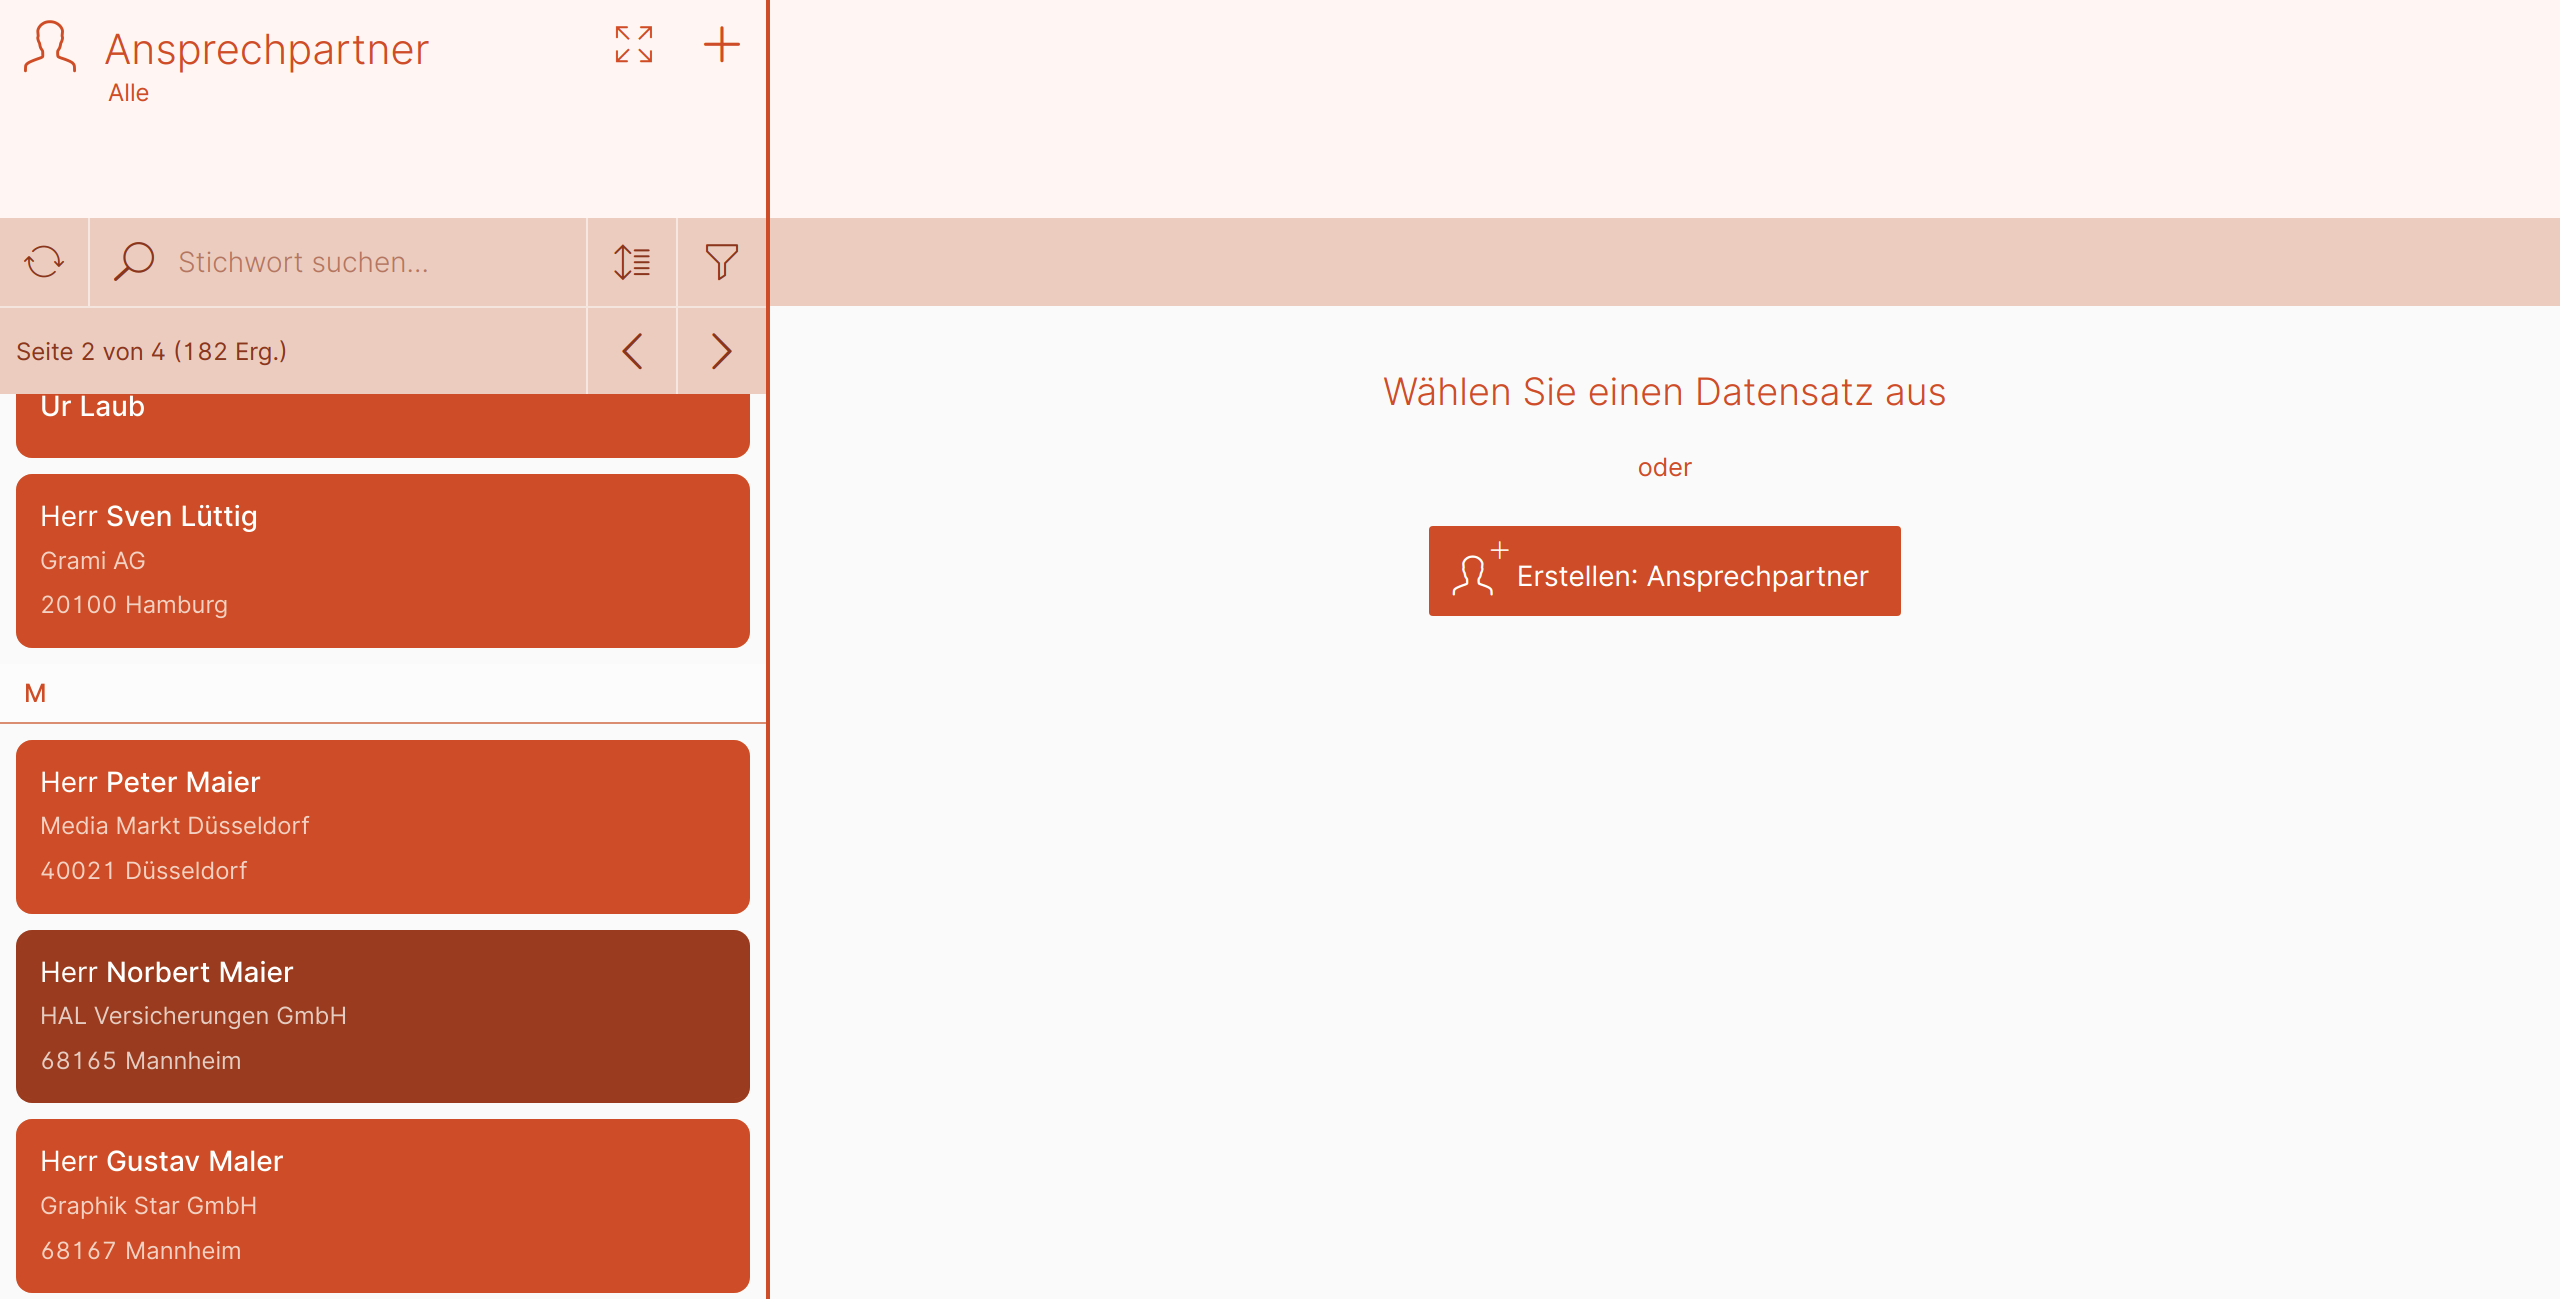 Ansprechpartner
Alle
Stichwort suchen...
Seite 2 von 4 (182 Erg.)
Ur Laub
Herr Sven Lüttig
Grami AG
20100 Hamburg
M
Herr Peter Maier
Media Markt Düsseldorf
40021 Düsseldorf
Herr Norbert Maier
HAL Versicherungen GmbH
68165 Mannheim
Herr Gustav Maler
Graphik Star GmbH
68167 Mannheim
Wählen Sie einen Datensatz aus
oder
Erstellen: Ansprechpartner